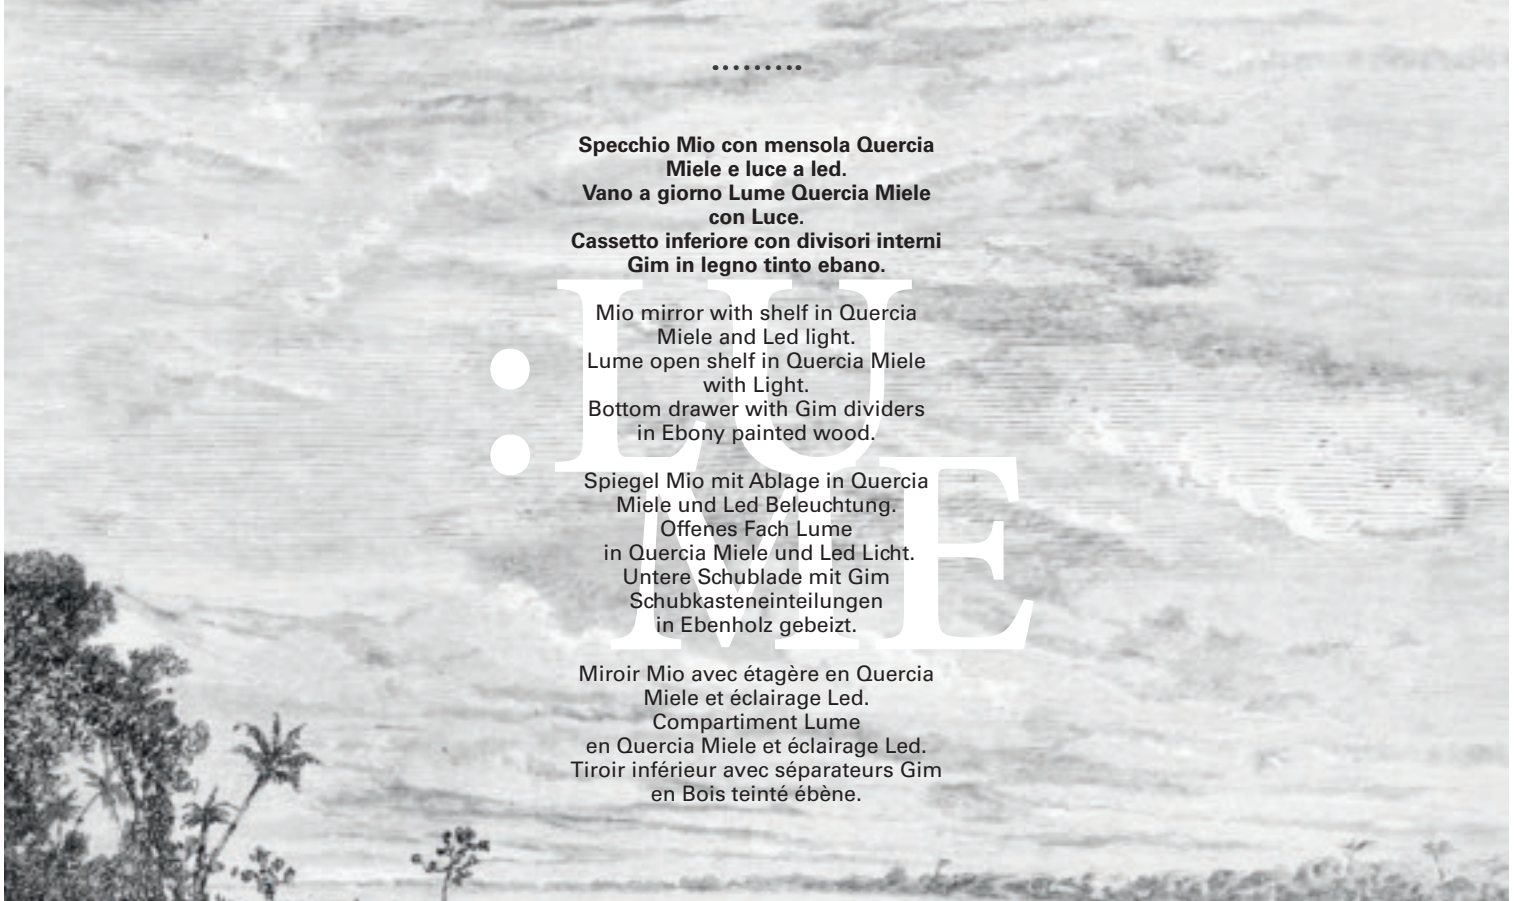 Specchio Mio con mensola Quercia
Miele e luce a led.
Vano a giorno Lume Quercia Miele
con Luce.
Cassetto inferiore con divisori interni
Gim in legno tinto ebano.
:LU
ME
Mio mirror with shelf in Quercia
Miele and Led light.
Lume open shelf in Quercia Miele
with Light.
Bottom drawer with Gim dividers
in Ebony painted wood.
Spiegel Mio mit Ablage in Quercia
Miele und Led Beleuchtung.
Offenes Fach Lume
in Quercia Miele und Led Licht.
Untere Schublade mit Gim
Schubkasteneinteilungen
in Ebenholz gebeizt.
Miroir Mio avec étagère en Quercia
Miele et éclairage Led.
Compartiment Lume
en Quercia Miele et éclairage Led.
Tiroir inférieur avec séparateurs Gim
en Bois teinté ébène.